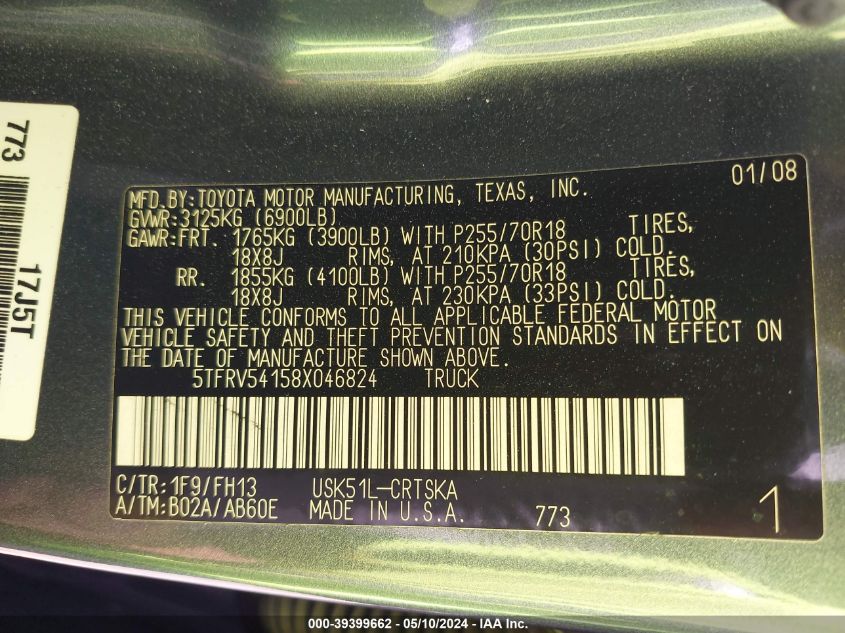 773
17J5T
01/08
MFD.BY:TOYOTA MOTOR MANUFACTURING, TEXAS, INC.
GVWR:3125KG (6900LB)
GAWR:FRT. 1765KG (3900LB) WITH P255/70R18 TIRES,
18X8J RIMS, AT 210KPA (30PSI) COLD.
RR. 1855KG (4100LB) WITH P255/70R18 TIRES,
18X8J RIMS, AT 230KPA (33PSI) COLD.
THIS VEHICLE CONFORMS TO ALL APPLICABLE FEDERAL MOTOR
VEHICLE SAFETY AND THEFT PREVENTION STANDARDS IN EFFECT ON
THE DATE OF MANUFACTURE SHOWN ABOVE.
5TFRV54158X046824 TRUCK
C/TR:1F9/FH13 USK51L-CRTSKA
A/TM:B02A/AB60E MADE IN U.S.A. 773 1
000-39399662 - 05/10/2024 - IAA Inc.